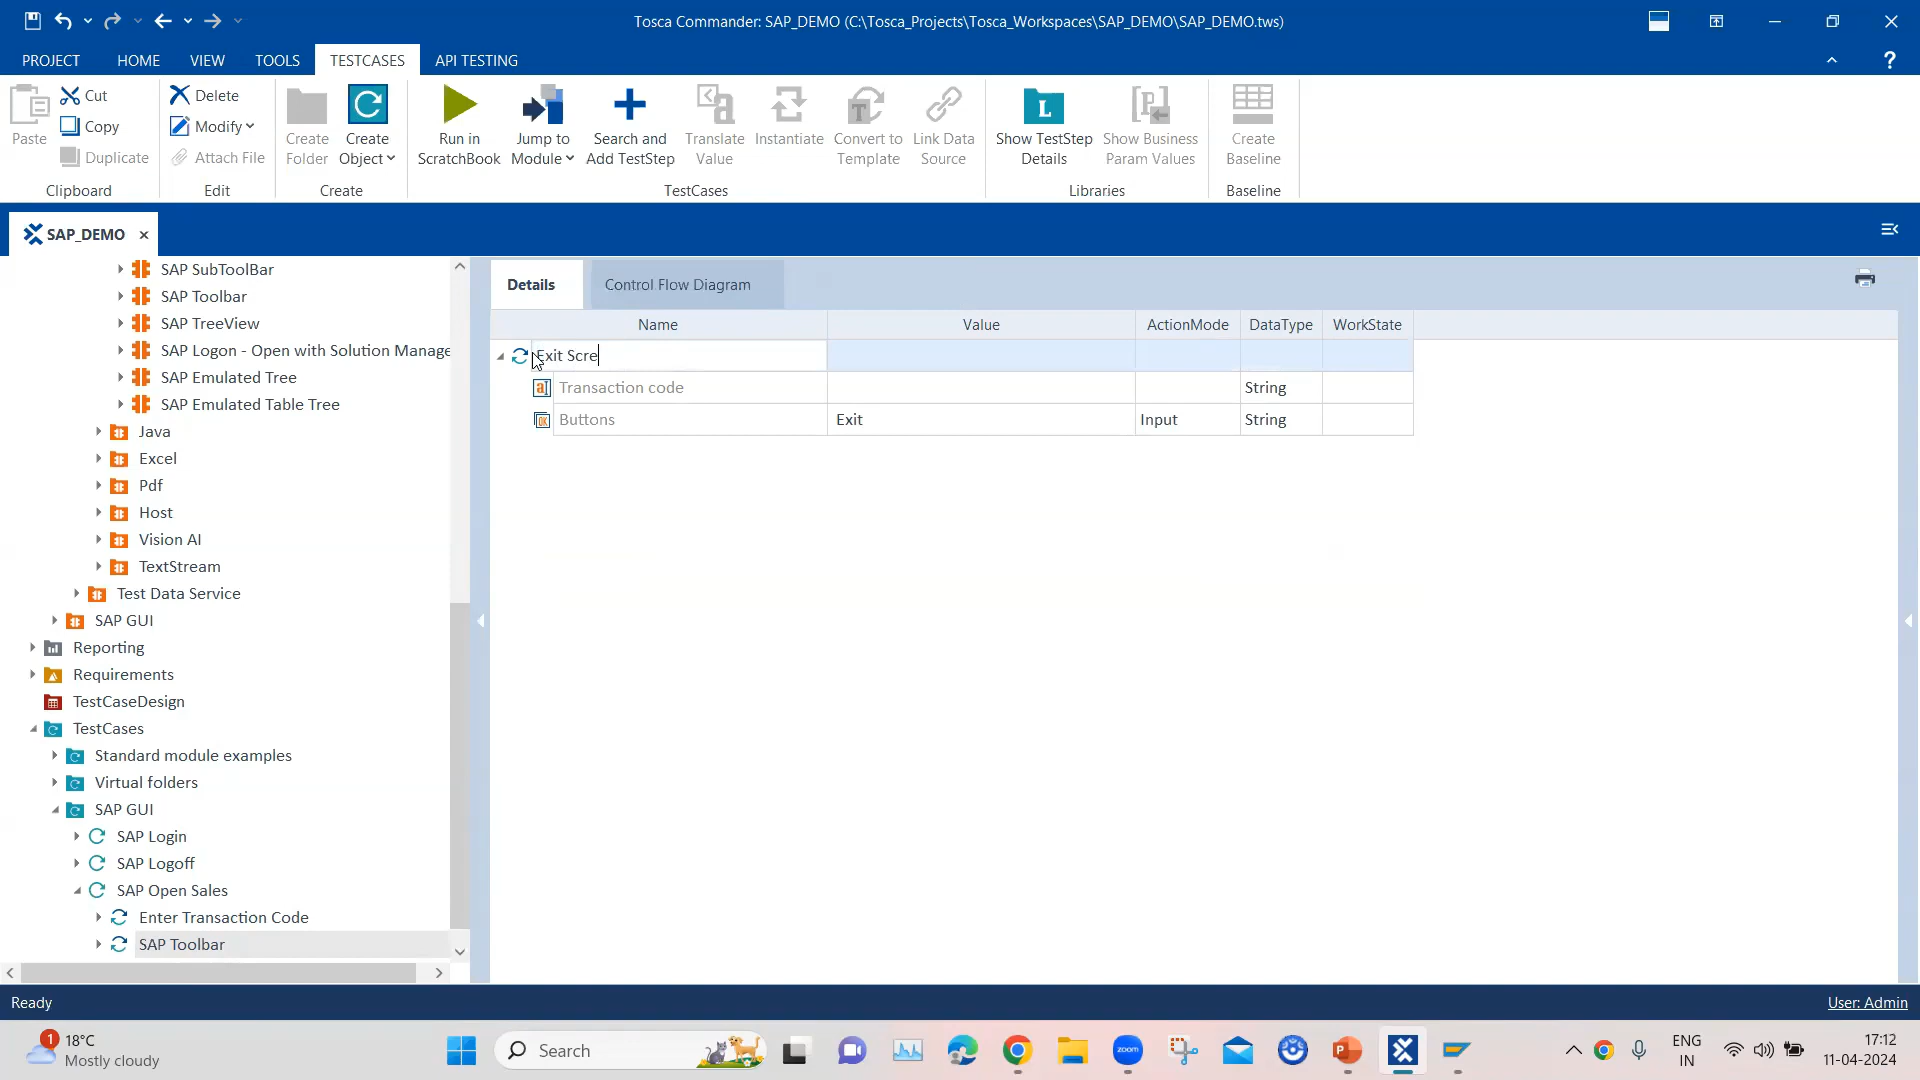 Tosca Commander: SAP_DEMO (C:\Tosca_Projects\Tosca_Workspaces\SAP_DEMO\SAP_DEMO.tws)
PROJECT HOME VIEW TOOLS TESTCASES API TESTING
Paste
Cut
Copy
Duplicate
Clipboard
Delete
Modify
Attach File
Edit
Create
Folder
Create
Object
Create
Run in
ScratchBook
Jump to
Module
Search and
Add TestStep
Translate
Value
Instantiate
Convert to
Template
Link Data
Source
TestCases
Show TestStep
Details
Show Business
Param Values
Libraries
Create
Baseline
Baseline
SAP_DEMO
SAP SubToolBar
SAP Toolbar
SAP TreeView
SAP Logon - Open with Solution Manage
SAP Emulated Tree
SAP Emulated Table Tree
Java
Excel
Pdf
Host
Vision AI
TextStream
Test Data Service
SAP GUI
Reporting
Requirements
TestCaseDesign
TestCases
Standard module examples
Virtual folders
SAP GUI
SAP Login
SAP Logoff
SAP Open Sales
Enter Transaction Code
SAP Toolbar
Details Control Flow Diagram
Name Value ActionMode DataType WorkState
Exit Scre
Transaction code String
Buttons Exit Input String
Ready
User: Admin
1
18°C
Mostly cloudy
Search
zoom
ENG
IN
17:12
11-04-2024